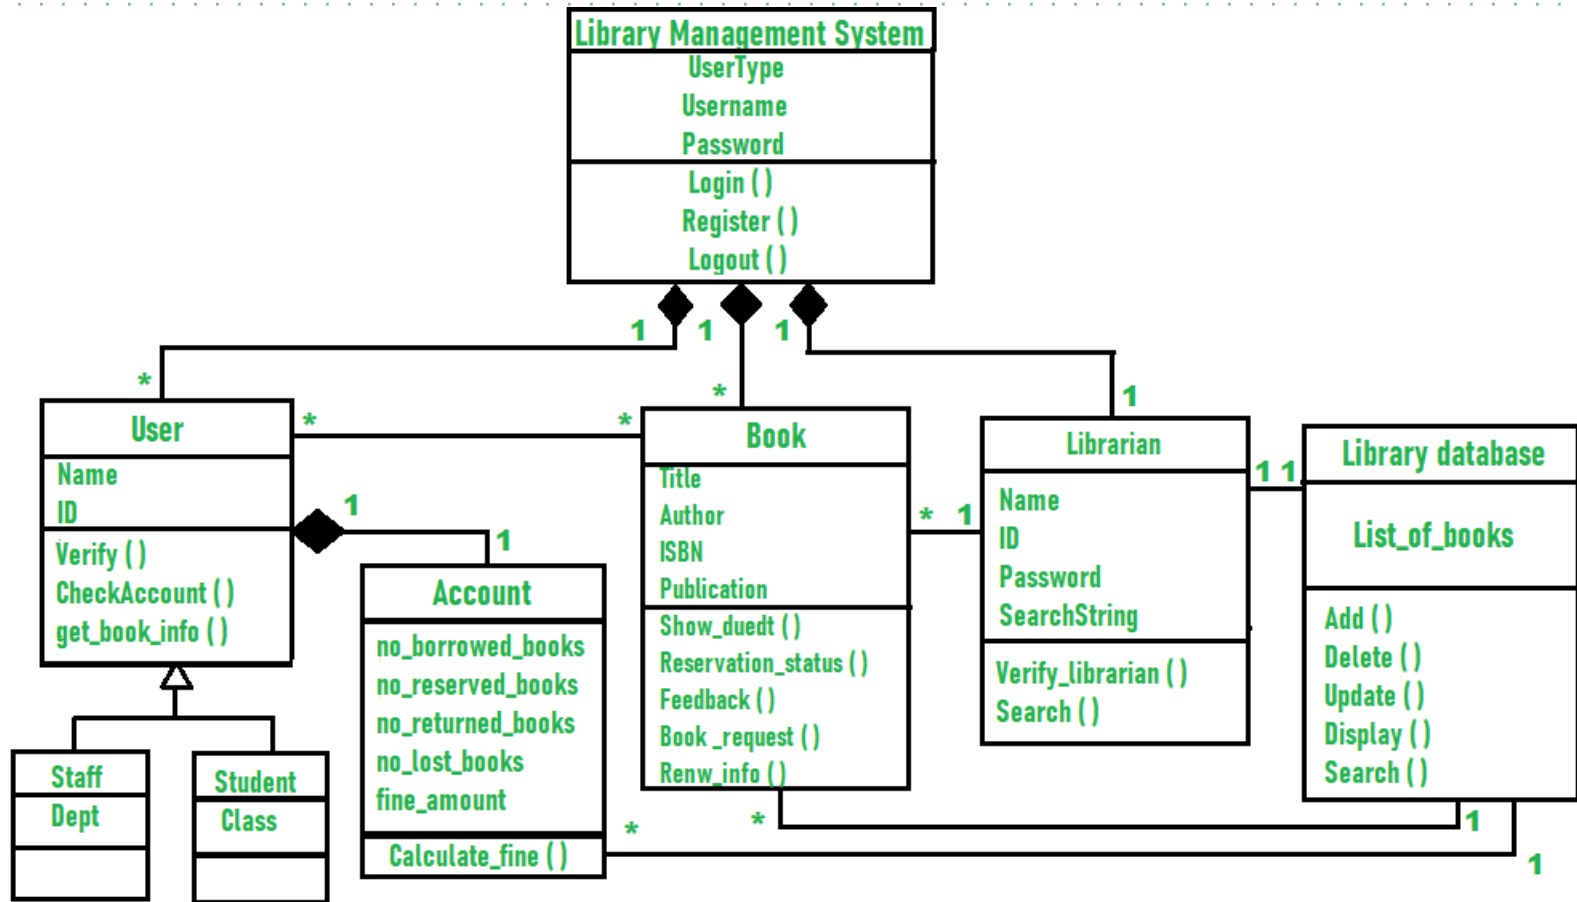 Library Management System
UserType
Username
Password
Login ( )
Register ( )
Logout ( )
1
1
1
*
*
1
User
Name
ID
Verify ( )
CheckAccount ( )
get_book_info ( )
*
*
1
1
Staff
Dept
Student
Class
Account
no_borrowed_books
no_reserved_books
no_returned_books
no_lost_books
fine_amount
Calculate_fine ( )
Book
Title
Author
ISBN
Publication
Show_duedt ( )
Reservation_status ( )
Feedback ( )
Book _request ( )
Renw_info ( )
* 1
Librarian
Name
ID
Password
SearchString
Verify_librarian ( )
Search ( )
1 1
Library database
List_of_books
Add ( )
Delete ( )
Update ( )
Display ( )
Search ( )
*
1
*
1